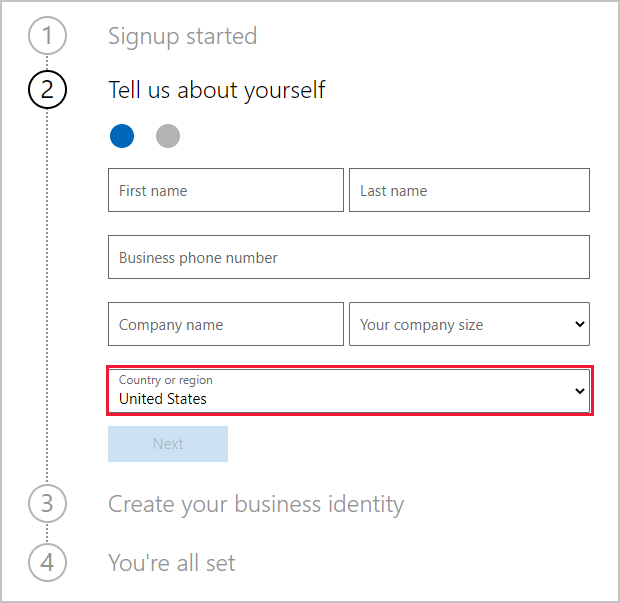 1 Signup started
2 Tell us about yourself
First name Last name
Business phone number
Company name Your company size
Country or region
United States
Next
3 Create your business identity
4 You're all set